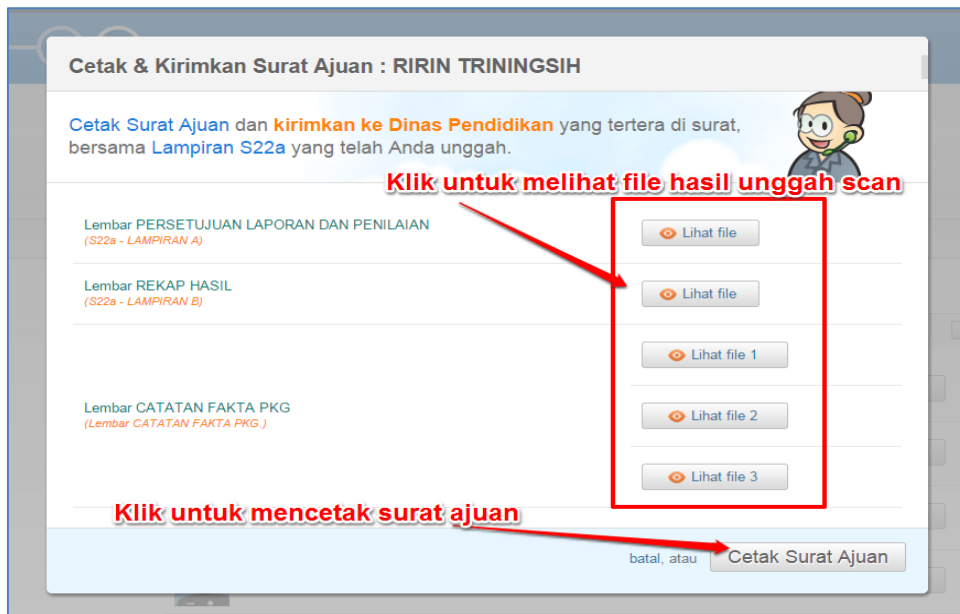 Cetak & Kirimkan Surat Ajuan : RIRIN TRININGSIH
Cetak Surat Ajuan dan kirimkan ke Dinas Pendidikan yang tertera di surat,
bersama Lampiran S22a yang telah Anda unggah.
Klik untuk melihat file hasil unggah scan
Lembar PERSETUJUAN LAPORAN DAN PENILAIAN
(S22a - LAMPIRAN A)
Lihat file
Lembar REKAP HASIL
(S22a - LAMPIRAN B)
Lihat file
Lihat file 1
Lembar CATATAN FAKTA PKG
(Lembar CATATAN FAKTA PKG.)
Lihat file 2
Lihat file 3
Klik untuk mencetak surat ajuan
batal, atau Cetak Surat Ajuan